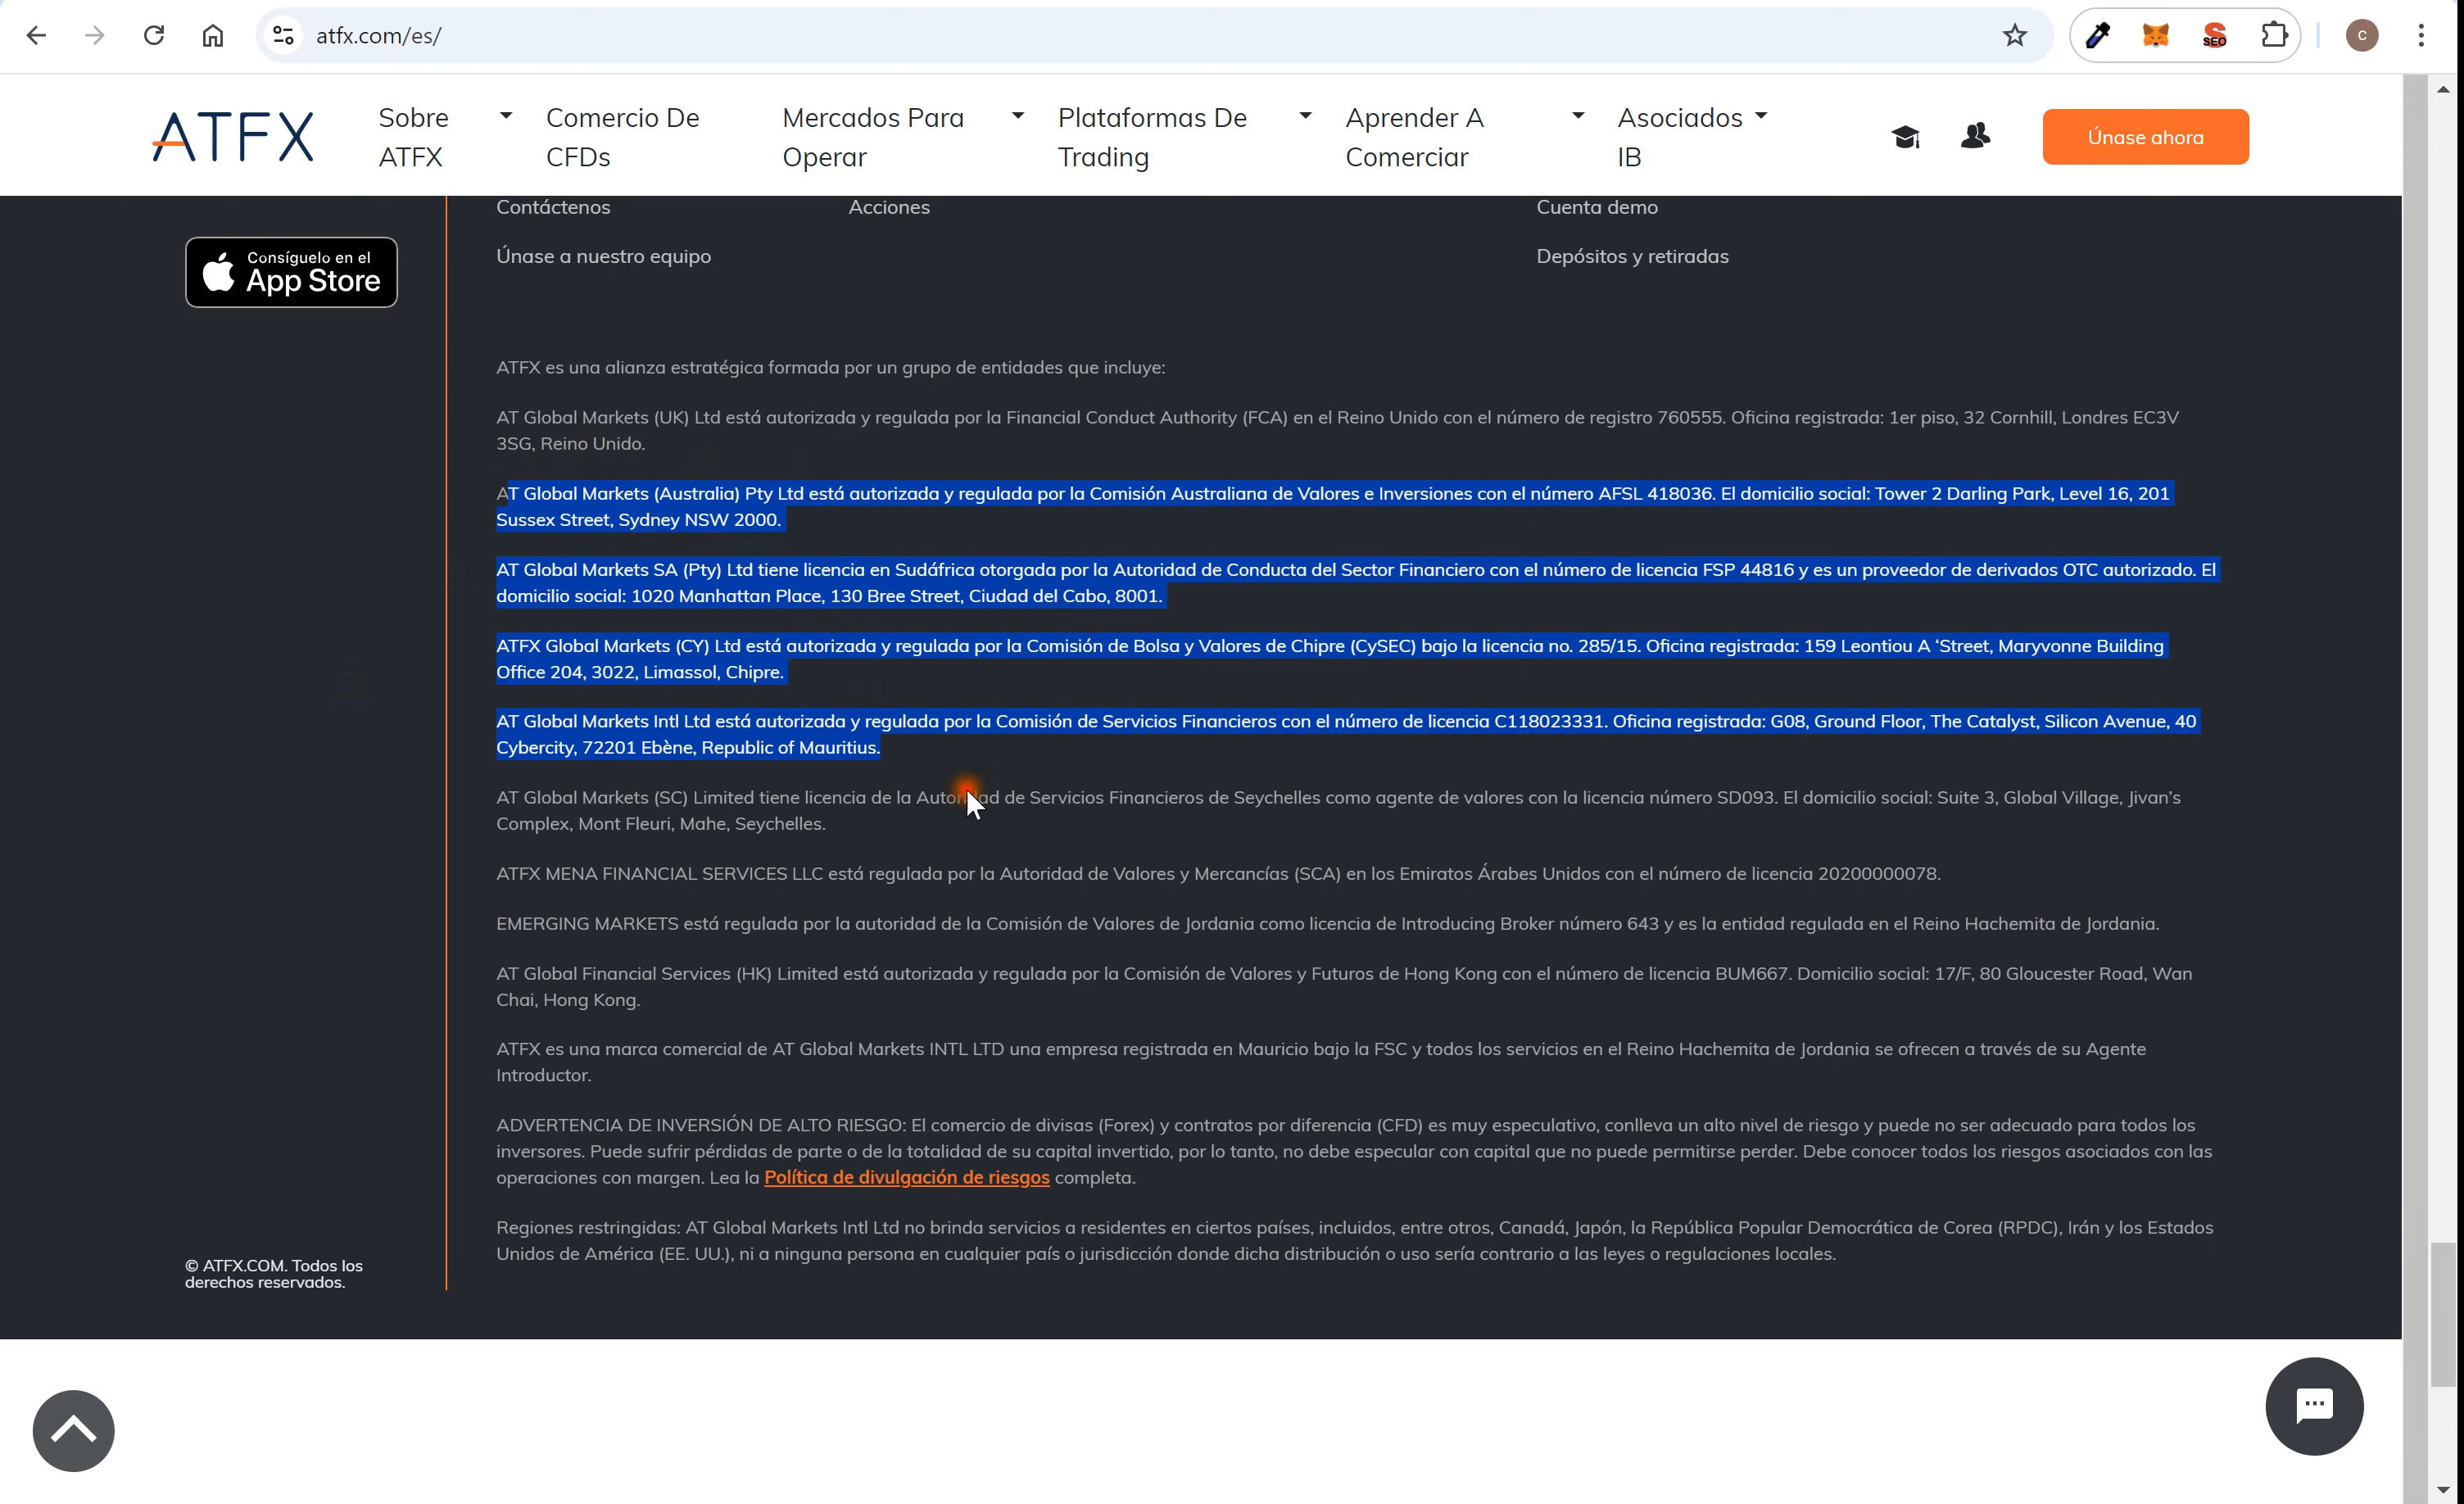 atfx.com/es/
SEO
C
ATFX
Sobre
ATFX
Comercio De
CFDs
Mercados Para
Operar
Plataformas De
Trading
Aprender A
Comerciar
Asociados
IB
Únase ahora
Contáctenos
Acciones
Cuenta demo
Únase a nuestro equipo
Depósitos y retiradas
Consíguelo en el
App Store
ATFX es una alianza estratégica formada por un grupo de entidades que incluye:
AT Global Markets (UK) Ltd está autorizada y regulada por la Financial Conduct Authority (FCA) en el Reino Unido con el número de registro 760555. Oficina registrada: 1er piso, 32 Cornhill, Londres EC3V
3SG, Reino Unido.
AT Global Markets (Australia) Pty Ltd está autorizada y regulada por la Comisión Australiana de Valores e Inversiones con el número AFSL 418036. El domicilio social: Tower 2 Darling Park, Level 16, 201
Sussex Street, Sydney NSW 2000.
AT Global Markets SA (Pty) Ltd tiene licencia en Sudáfrica otorgada por la Autoridad de Conducta del Sector Financiero con el número de licencia FSP 44816 y es un proveedor de derivados OTC autorizado. El
domicilio social: 1020 Manhattan Place, 130 Bree Street, Ciudad del Cabo, 8001.
ATFX Global Markets (CY) Ltd está autorizada y regulada por la Comisión de Bolsa y Valores de Chipre (CySEC) bajo la licencia no. 285/15. Oficina registrada: 159 Leontiou A ‘Street, Maryvonne Building
Office 204, 3022, Limassol, Chipre.
AT Global Markets Intl Ltd está autorizada y regulada por la Comisión de Servicios Financieros con el número de licencia C118023331. Oficina registrada: G08, Ground Floor, The Catalyst, Silicon Avenue, 40
Cybercity, 72201 Ebène, Republic of Mauritius.
AT Global Markets (SC) Limited tiene licencia de la Autoridad de Servicios Financieros de Seychelles como agente de valores con la licencia número SD093. El domicilio social: Suite 3, Global Village, Jivan’s
Complex, Mont Fleuri, Mahe, Seychelles.
ATFX MENA FINANCIAL SERVICES LLC está regulada por la Autoridad de Valores y Mercancías (SCA) en los Emiratos Árabes Unidos con el número de licencia 20200000078.
EMERGING MARKETS está regulada por la autoridad de la Comisión de Valores de Jordania como licencia de Introducing Broker número 643 y es la entidad regulada en el Reino Hachemita de Jordania.
AT Global Financial Services (HK) Limited está autorizada y regulada por la Comisión de Valores y Futuros de Hong Kong con el número de licencia BUM667. Domicilio social: 17/F, 80 Gloucester Road, Wan
Chai, Hong Kong.
ATFX es una marca comercial de AT Global Markets INTL LTD una empresa registrada en Mauricio bajo la FSC y todos los servicios en el Reino Hachemita de Jordania se ofrecen a través de su Agente
Introductor.
ADVERTENCIA DE INVERSIÓN DE ALTO RIESGO: El comercio de divisas (Forex) y contratos por diferencia (CFD) es muy especulativo, conlleva un alto nivel de riesgo y puede no ser adecuado para todos los
inversores. Puede sufrir pérdidas de parte o de la totalidad de su capital invertido, por lo tanto, no debe especular con capital que no puede permitirse perder. Debe conocer todos los riesgos asociados con las
operaciones con margen. Lea la Política de divulgación de riesgos completa.
Regiones restringidas: AT Global Markets Intl Ltd no brinda servicios a residentes en ciertos países, incluidos, entre otros, Canadá, Japón, la República Popular Democrática de Corea (RPDC), Irán y los Estados
Unidos de América (EE. UU.), ni a ninguna persona en cualquier país o jurisdicción donde dicha distribución o uso sería contrario a las leyes o regulaciones locales.
© ATFX.COM. Todos los
derechos reservados.